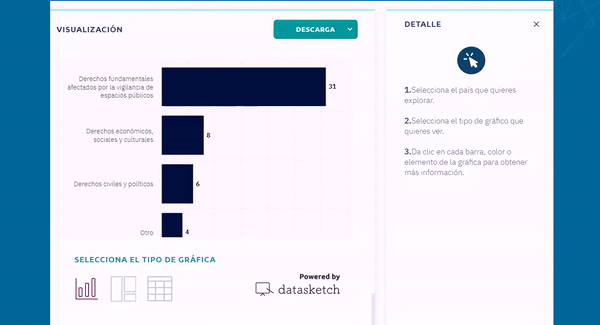 VISUALIZACIÓN
DESCARGA
Derechos fundamentales
afectados por la vigilancia de
espacios públicos
31
Derechos económicos,
sociales y culturales
8
Derechos civiles y políticos
6
Otro
4
SELECCIONA EL TIPO DE GRÁFICA
Powered by
datasketch
DETALLE
1.Selecciona el país que quieres
explorar.
2.Selecciona el tipo de gráfico que
quieres ver.
3.Da clic en cada barra, color o
elemento de la gráfica para obtener
más información.